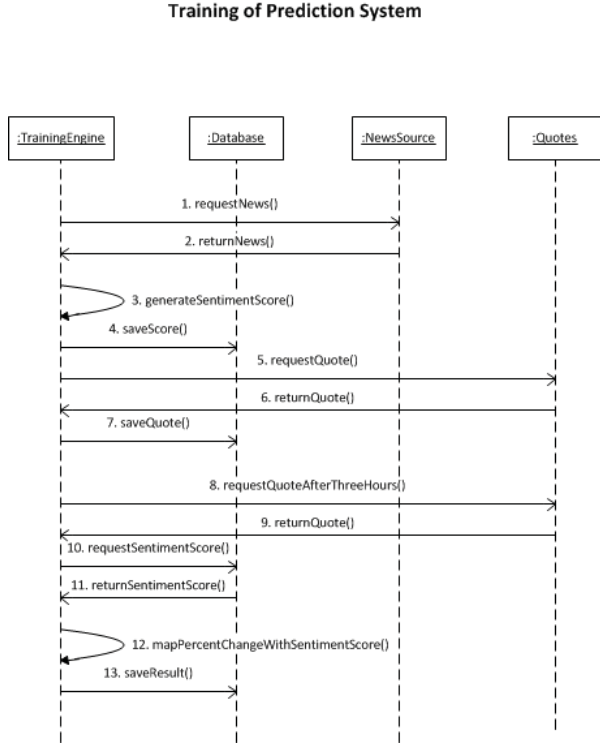 Training of Prediction System
:TrainingEngine
:Database
:NewsSource
:Quotes
1. requestNews()
2. returnNews()
3. generateSentimentScore()
4. saveScore()
5. requestQuote()
6. returnQuote()
7. saveQuote()
8. requestQuoteAfterThreeHours()
9. returnQuote()
10. requestSentimentScore()
11. returnSentimentScore()
12. mapPercentChangeWithSentimentScore()
13. saveResult()